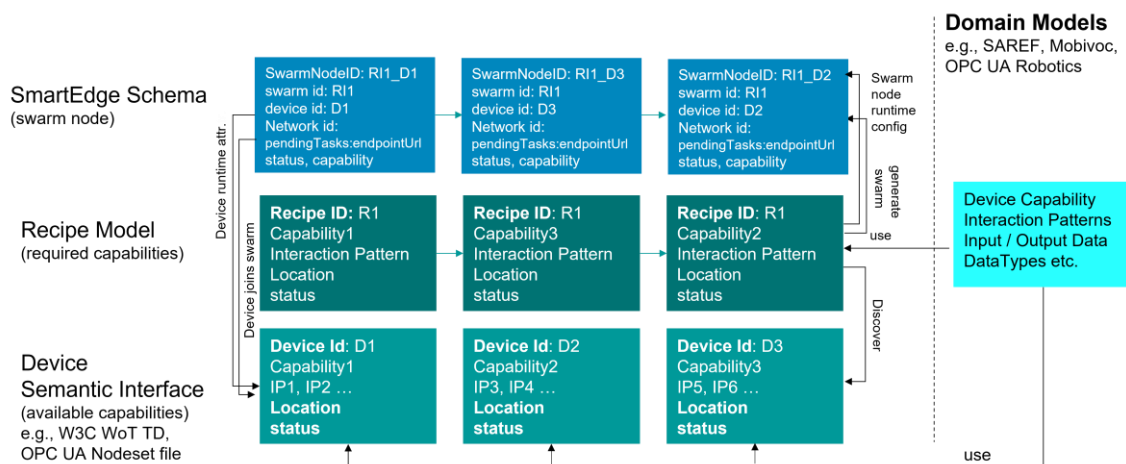 Domain Models
e.g., SAREF, Mobivoc,
OPC UA Robotics
SmartEdge Schema
(swarm node)
SwarmNodeID: RI1_D1
swarm id: RI1
device id: D1
Network id:
pendingTasks:endpointUrl
status, capability
SwarmNodeID: RI1_D3
swarm id: RI1
device id: D3
Network id:
pendingTasks:endpointUrl
status, capability
SwarmNodeID: RI1_D2
swarm id: RI1
device id: D2
Network id:
pendingTasks:endpointUrl
status, capability
Swarm
node
runtime
config
Device runtime attr.
Device joins swarm
generate
swarm
Recipe Model
(required capabilities)
Recipe ID: R1
Capability1
Interaction Pattern
Location
status
Recipe ID: R1
Capability3
Interaction Pattern
Location
status
Recipe ID: R1
Capability2
Interaction Pattern
Location
status
use
Device Capability
Interaction Patterns
Input / Output Data
DataTypes etc.
Discover
Device
Semantic Interface
(available capabilities)
e.g., W3C WoT TD,
OPC UA Nodeset file
Device Id: D1
Capability1
IP1, IP2 …
Location
status
Device Id: D2
Capability2
IP3, IP4 …
Location
status
Device Id: D3
Capability3
IP5, IP6 …
Location
status
use